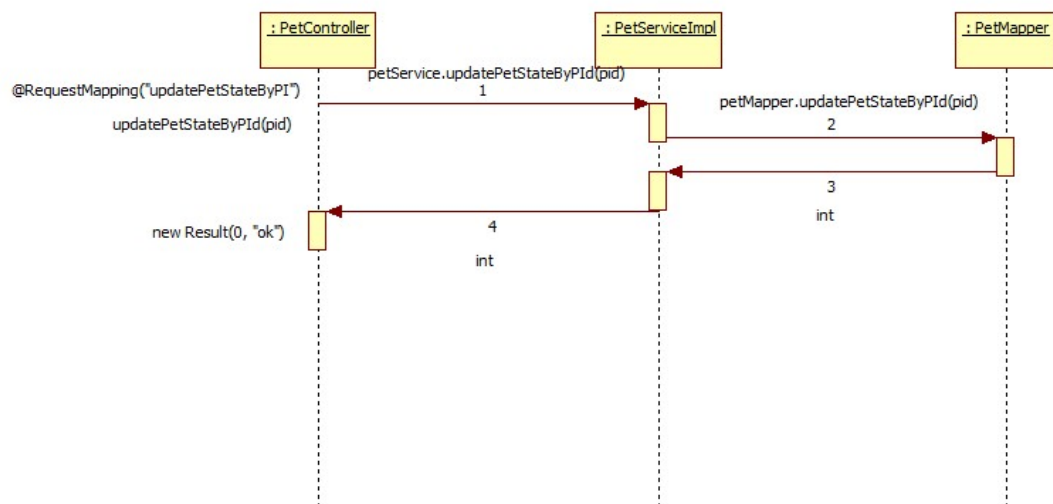 : PetController
: PetServiceImpl
: PetMapper
petService.updatePetStateByPId(pid)
@RequestMapping("updatePetStateByPI")
1
petMapper.updatePetStateByPId(pid)
updatePetStateByPId(pid)
2
3
int
new Result(0, "ok")
4
int